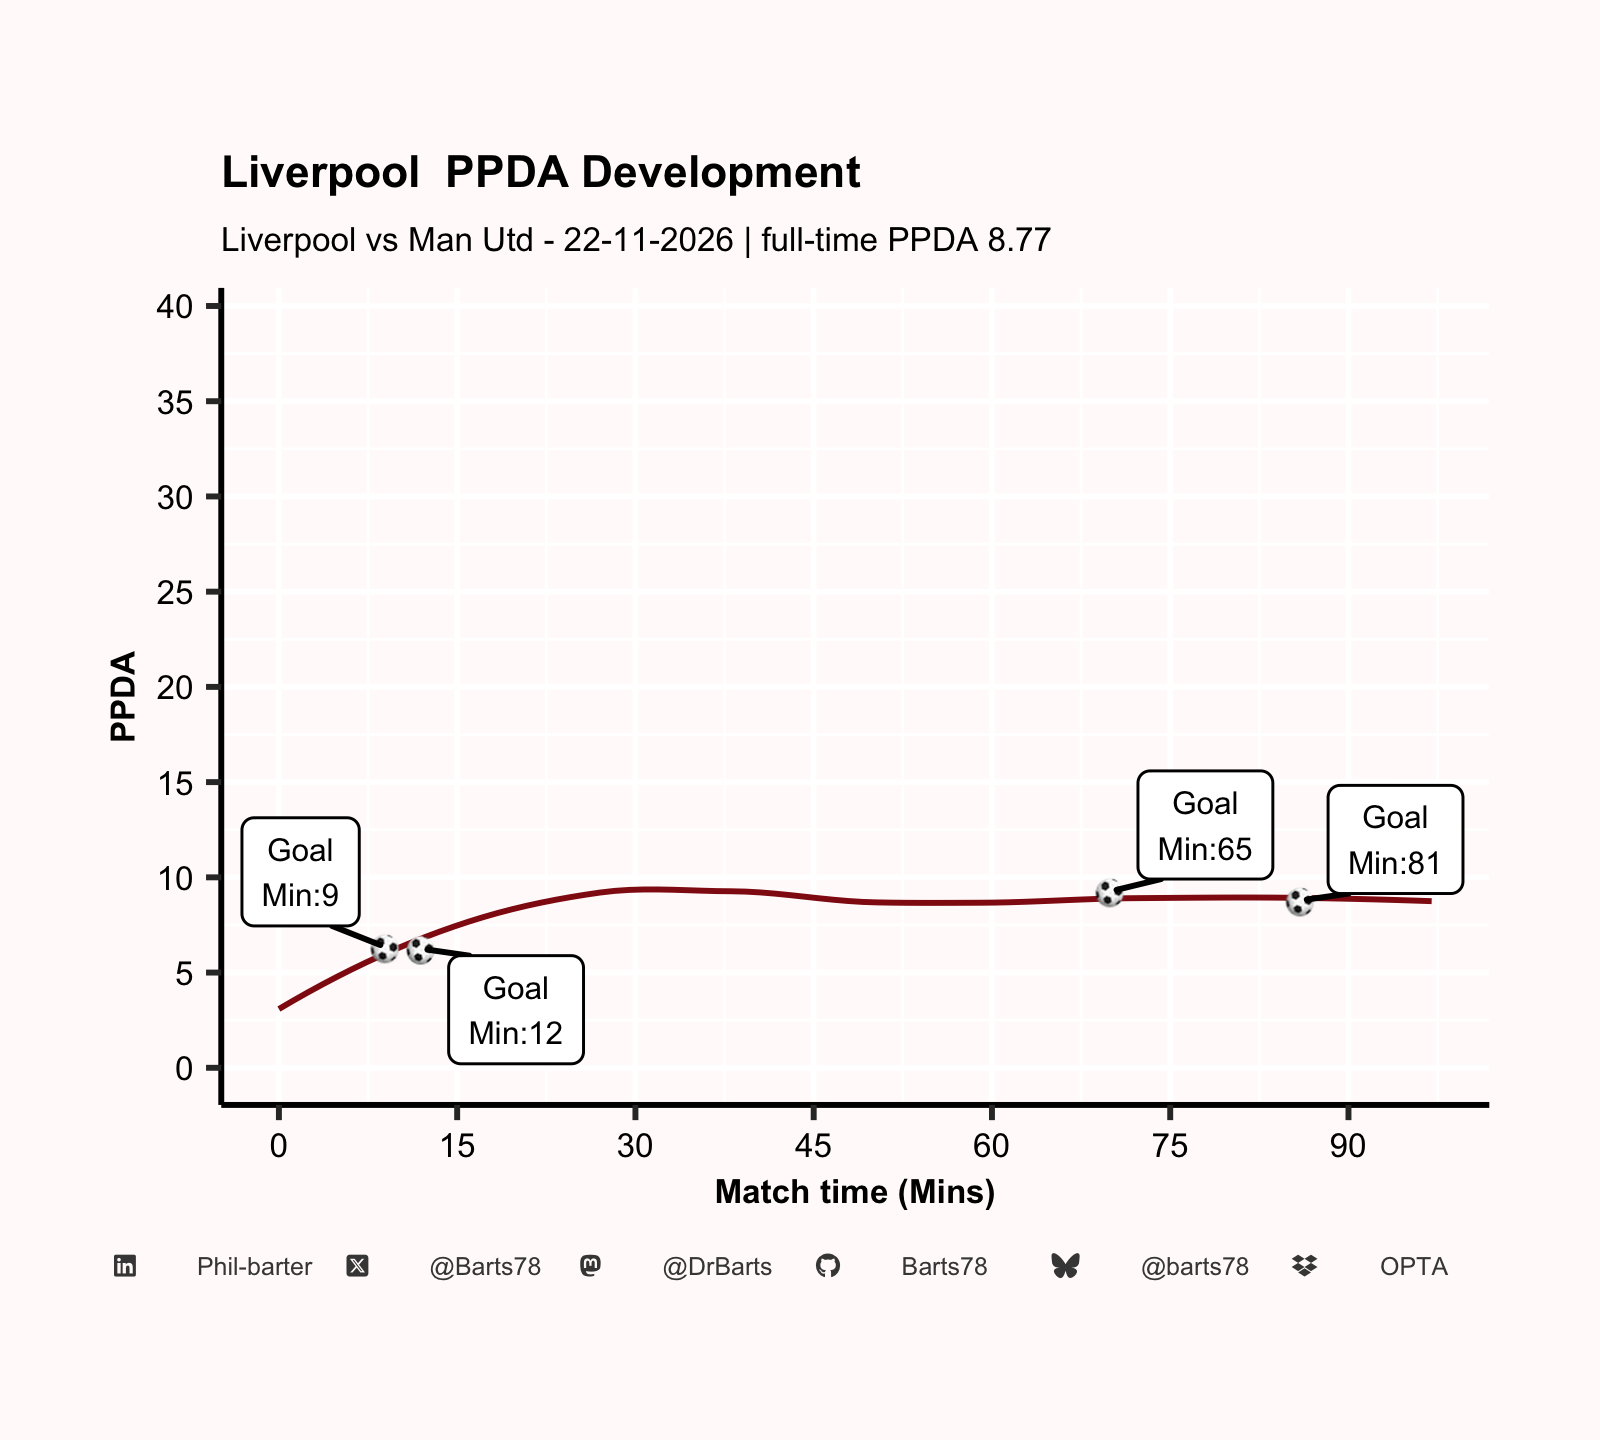 Liverpool  PPDA Development
Liverpool vs Man Utd - 22-11-2026 | full-time PPDA 8.77
40
35
30
25
20
15
10
5
0
PPDA
Goal
Min:9
Goal
Min:12
Goal
Min:65
Goal
Min:81
0 15 30 45 60 75 90
Match time (Mins)
Phil-barter @Barts78 @DrBarts Barts78 @barts78 OPTA